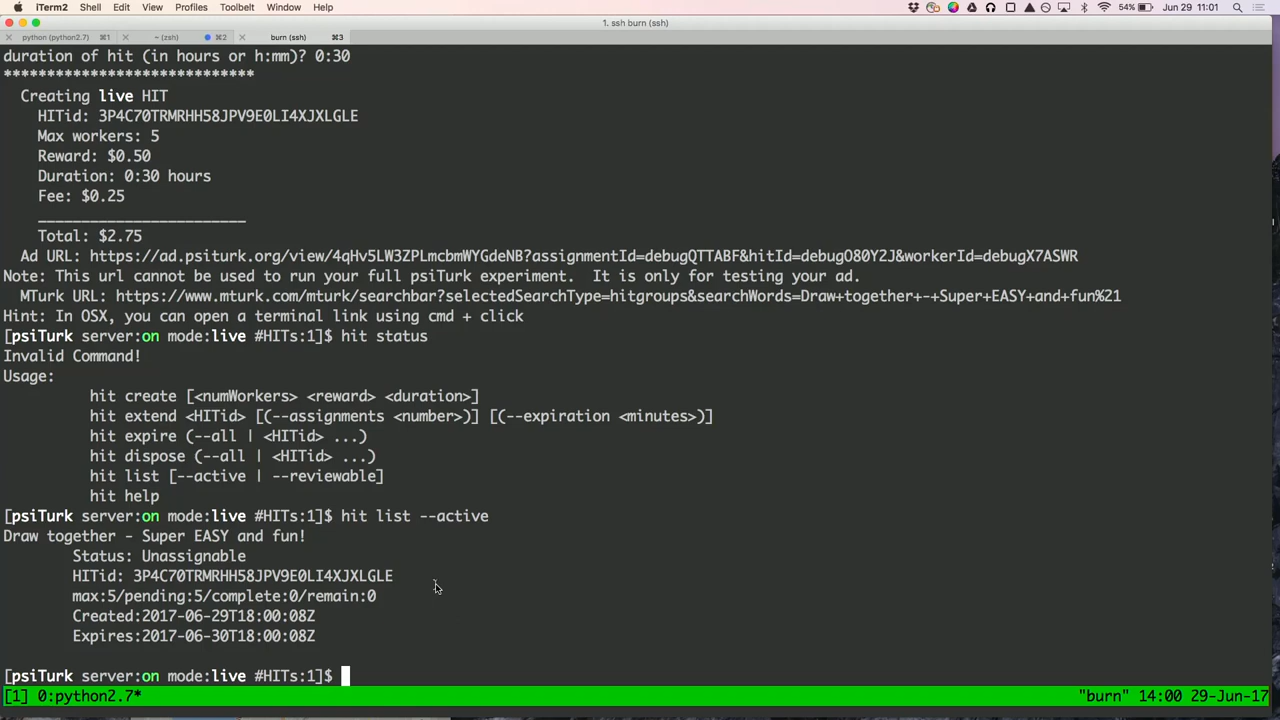 iTerm2 Shell Edit View Profiles Toolbelt Window Help 54% Jun 29 11:01
1. ssh burn (ssh)
python (python2.7) ⌘1 ~ (zsh) ⌘2 burn (ssh) ⌘3
duration of hit (in hours or h:mm)? 0:30
*****************************
Creating live HIT
HITid: 3P4C70TRMRHH58JPV9E0LI4XJXLGLE
Max workers: 5
Reward: $0.50
Duration: 0:30 hours
Fee: $0.25
________________________
Total: $2.75
Ad URL: https://ad.psiturk.org/view/4qHv5LW3ZPLmcbmWYGdeNB?assignmentId=debugQTTABF&hitId=debugO80Y2J&workerId=debugX7ASWR
Note: This url cannot be used to run your full psiTurk experiment.  It is only for testing your ad.
MTurk URL: https://www.mturk.com/mturk/searchbar?selectedSearchType=hitgroups&searchWords=Draw+together+-+Super+EASY+and+fun%21
Hint: In OSX, you can open a terminal link using cmd + click
[psiTurk server:on mode:live #HITs:1]$ hit status
Invalid Command!
Usage:
hit create [<numWorkers> <reward> <duration>]
hit extend <HITid> [(--assignments <number>)] [(--expiration <minutes>)]
hit expire (--all | <HITid> ...)
hit dispose (--all | <HITid> ...)
hit list [--active | --reviewable]
hit help
[psiTurk server:on mode:live #HITs:1]$ hit list --active
Draw together - Super EASY and fun!
Status: Unassignable
HITid: 3P4C70TRMRHH58JPV9E0LI4XJXLGLE
max:5/pending:5/complete:0/remain:0
Created:2017-06-29T18:00:08Z
Expires:2017-06-30T18:00:08Z
[psiTurk server:on mode:live #HITs:1]$
[1] 0:python2.7* "burn" 14:00 29-Jun-17